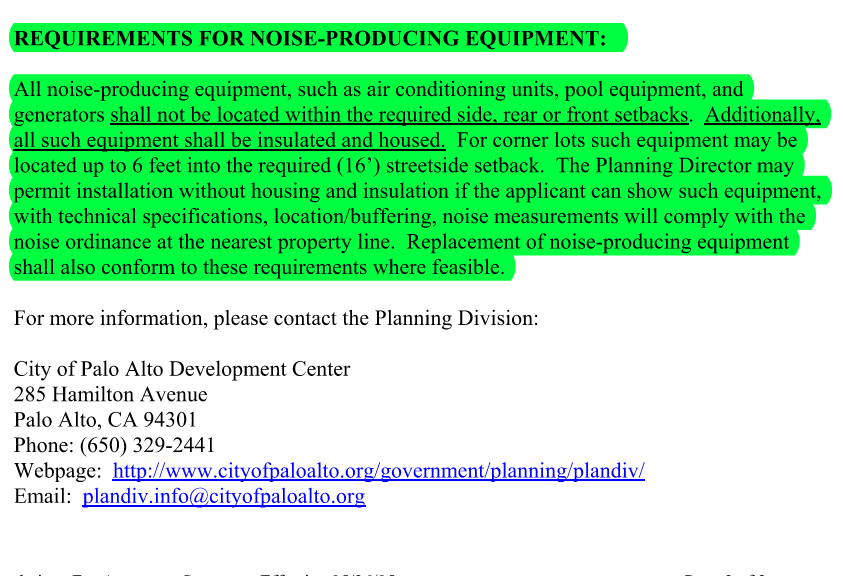 REQUIREMENTS FOR NOISE-PRODUCING EQUIPMENT:
All noise-producing equipment, such as air conditioning units, pool equipment, and
generators shall not be located within the required side, rear or front setbacks.  Additionally,
all such equipment shall be insulated and housed.  For corner lots such equipment may be
located up to 6 feet into the required (16’) streetside setback.  The Planning Director may
permit installation without housing and insulation if the applicant can show such equipment,
with technical specifications, location/buffering, noise measurements will comply with the
noise ordinance at the nearest property line.  Replacement of noise-producing equipment
shall also conform to these requirements where feasible.
For more information, please contact the Planning Division:
City of Palo Alto Development Center
285 Hamilton Avenue
Palo Alto, CA 94301
Phone: (650) 329-2441
Webpage:  http://www.cityofpaloalto.org/government/planning/plandiv/
Email:  plandiv.info@cityofpaloalto.org